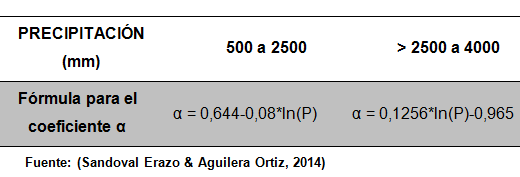 PRECIPITACIÓN
(mm)
500 a 2500
> 2500 a 4000
Fórmula para el
coeficiente α
α = 0,644-0,08*ln(P)
α = 0,1256*ln(P)-0,965
Fuente: (Sandoval Erazo & Aguilera Ortiz, 2014)